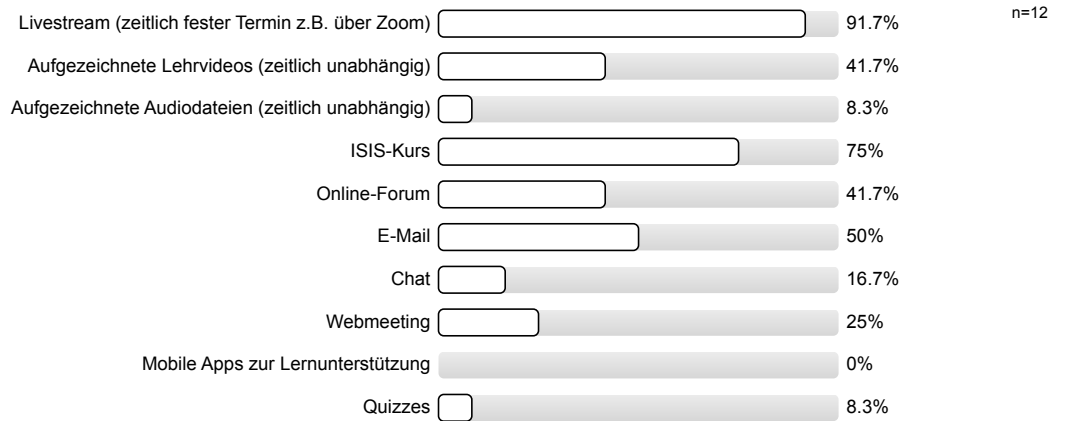 Livestream (zeitlich fester Termin z.B. über Zoom) 91.7% n=12
Aufgezeichnete Lehrvideos (zeitlich unabhängig) 41.7%
Aufgezeichnete Audiodateien (zeitlich unabhängig) 8.3%
ISIS-Kurs 75%
Online-Forum 41.7%
E-Mail 50%
Chat 16.7%
Webmeeting 25%
Mobile Apps zur Lernunterstützung 0%
Quizzes 8.3%